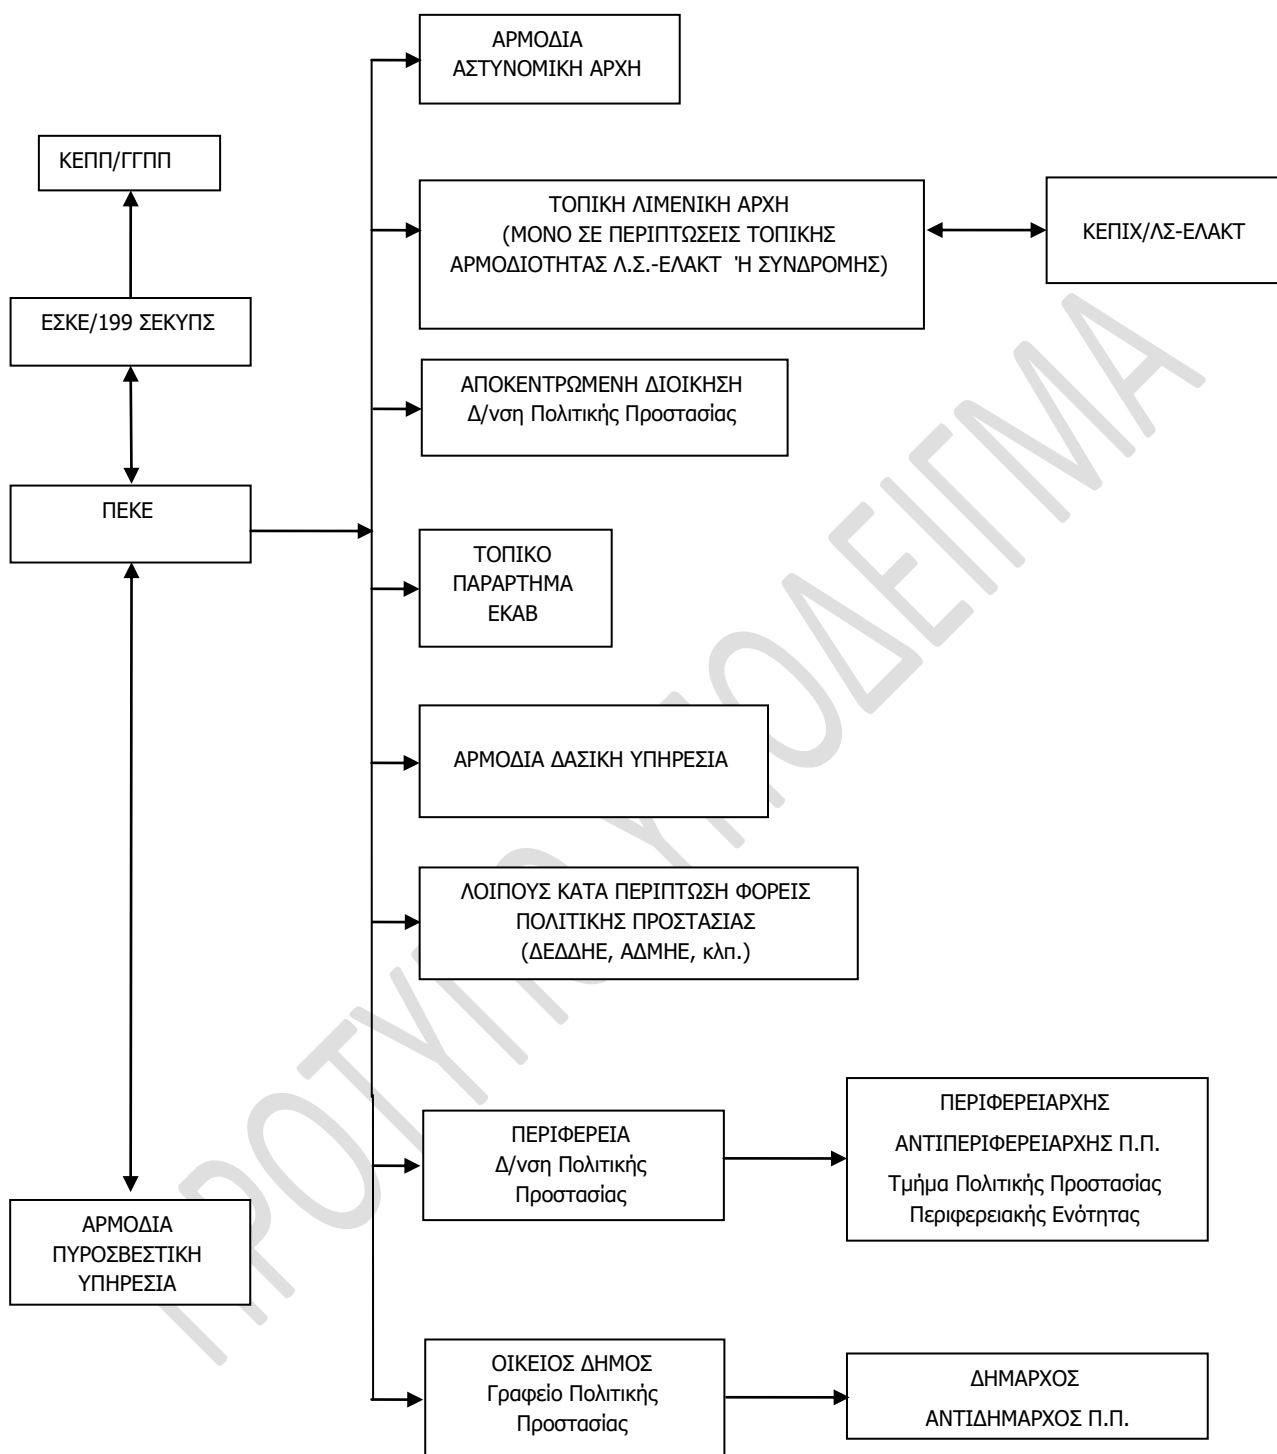 ΑΡΜΟΔΙΑ
ΑΣΤΥΝΟΜΙΚΗ ΑΡΧΗ
ΚΕΠΠ/ΓΓΠΠ
ΤΟΠΙΚΗ ΛΙΜΕΝΙΚΗ ΑΡΧΗ
(ΜΟΝΟ ΣΕ ΠΕΡΙΠΤΩΣΕΙΣ ΤΟΠΙΚΗΣ
ΑΡΜΟΔΙΟΤΗΤΑΣ Λ.Σ.-ΕΛΑΚΤ Ή ΣΥΝΔΡΟΜΗΣ)
ΚΕΠΙΧ/ΛΣ-ΕΛΑΚΤ
ΕΣΚΕ/199 ΣΕΚΥΠΣ
ΑΠΟΚΕΝΤΡΩΜΕΝΗ ΔΙΟΙΚΗΣΗ
Δ/νση Πολιτικής Προστασίας
ΠΕΚΕ
ΤΟΠΙΚΟ
ΠΑΡΑΡΤΗΜΑ
ΕΚΑΒ
ΑΡΜΟΔΙΑ ΔΑΣΙΚΗ ΥΠΗΡΕΣΙΑ
ΛΟΙΠΟΥΣ ΚΑΤΑ ΠΕΡΙΠΤΩΣΗ ΦΟΡΕΙΣ
ΠΟΛΙΤΙΚΗΣ ΠΡΟΣΤΑΣΙΑΣ
(ΔΕΔΔΗΕ, ΑΔΜΗΕ, κλπ.)
ΠΕΡΙΦΕΡΕΙΑ
Δ/νση Πολιτικής
Προστασίας
ΠΕΡΙΦΕΡΕΙΑΡΧΗΣ
ΑΝΤΙΠΕΡΙΦΕΡΕΙΑΡΧΗΣ Π.Π.
Τμήμα Πολιτικής Προστασίας
Περιφερειακής Ενότητας
ΑΡΜΟΔΙΑ
ΠΥΡΟΣΒΕΣΤΙΚΗ
ΥΠΗΡΕΣΙΑ
ΟΙΚΕΙΟΣ ΔΗΜΟΣ
Γραφείο Πολιτικής
Προστασίας
ΔΗΜΑΡΧΟΣ
ΑΝΤΙΔΗΜΑΡΧΟΣ Π.Π.
ΠΡΟΤΥΠΟ ΥΠΟΔΕΙΓΜΑ